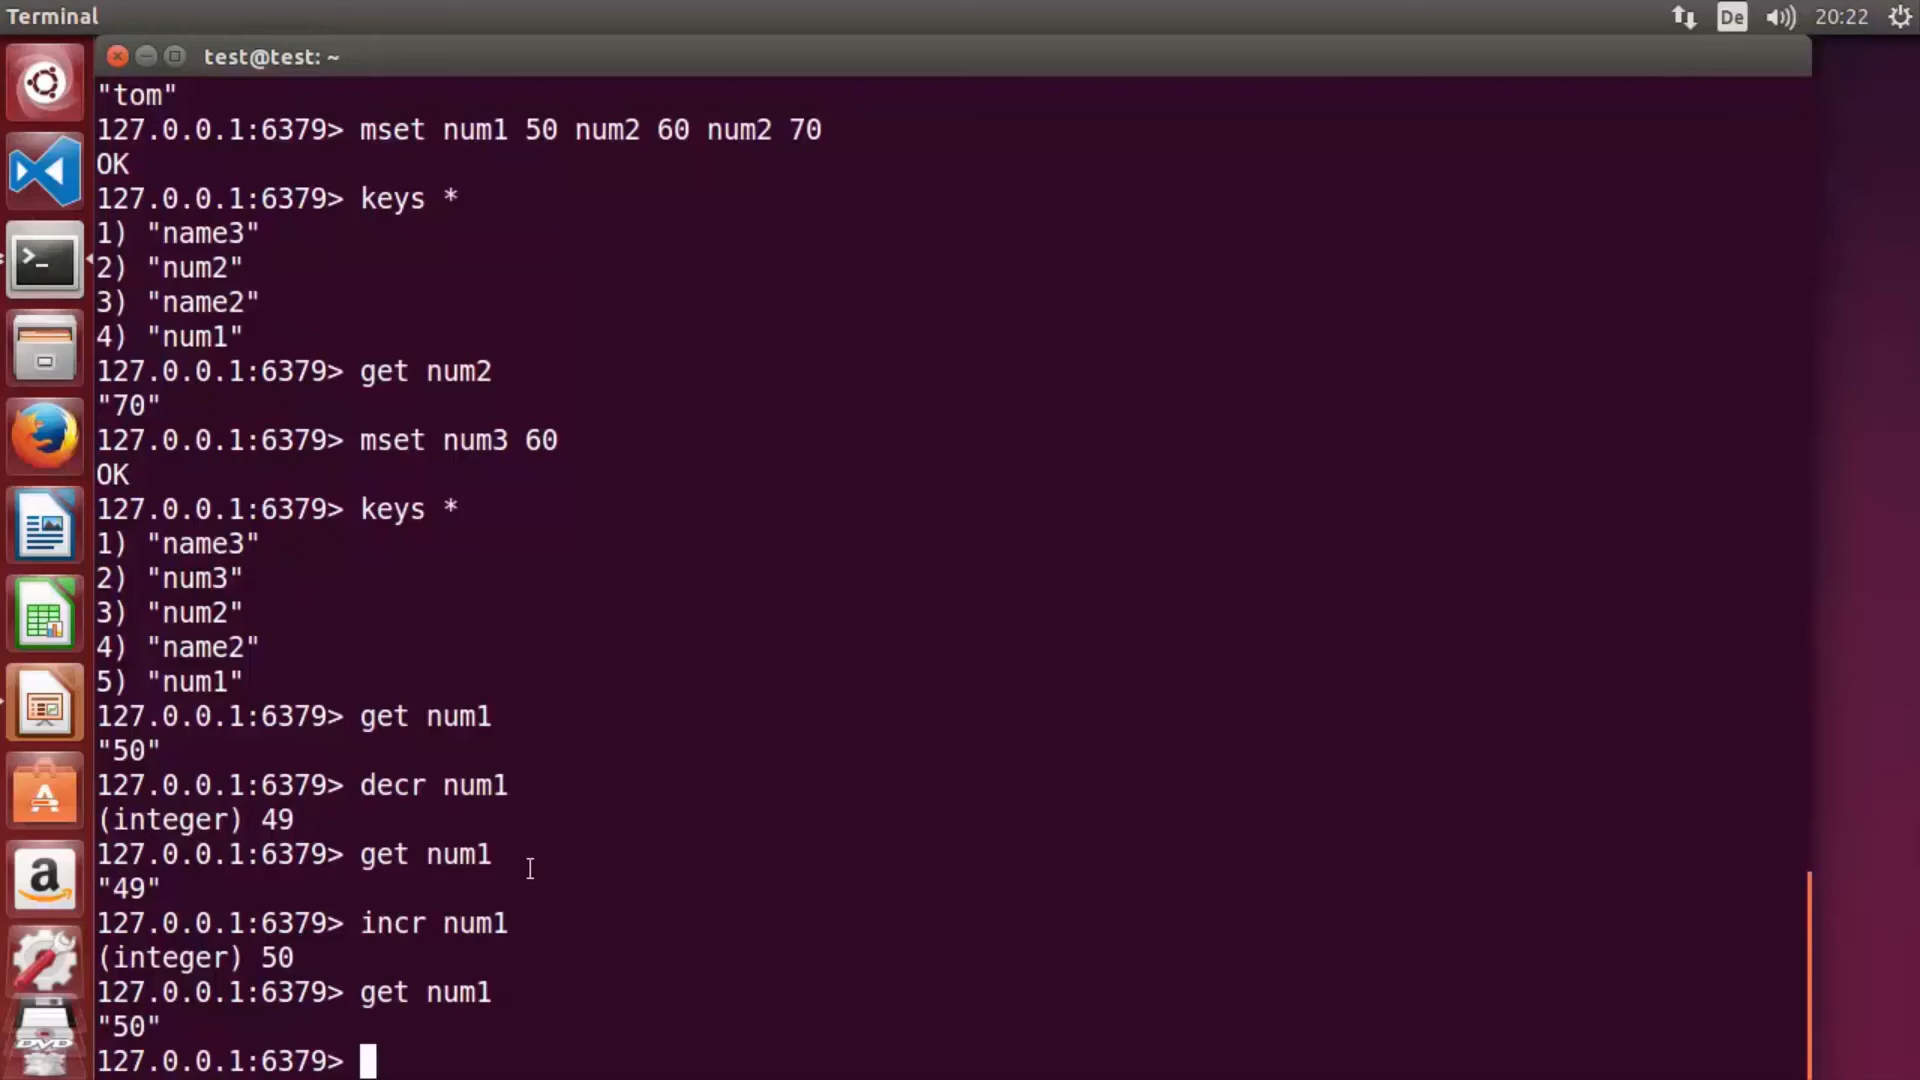 Terminal
De
20:22
test@test: ~
"tom"
127.0.0.1:6379> mset num1 50 num2 60 num2 70
OK
127.0.0.1:6379> keys *
1) "name3"
2) "num2"
3) "name2"
4) "num1"
127.0.0.1:6379> get num2
"70"
127.0.0.1:6379> mset num3 60
OK
127.0.0.1:6379> keys *
1) "name3"
2) "num3"
3) "num2"
4) "name2"
5) "num1"
127.0.0.1:6379> get num1
"50"
127.0.0.1:6379> decr num1
(integer) 49
127.0.0.1:6379> get num1
"49"
127.0.0.1:6379> incr num1
(integer) 50
127.0.0.1:6379> get num1
"50"
127.0.0.1:6379>
>_
A
a
DVD